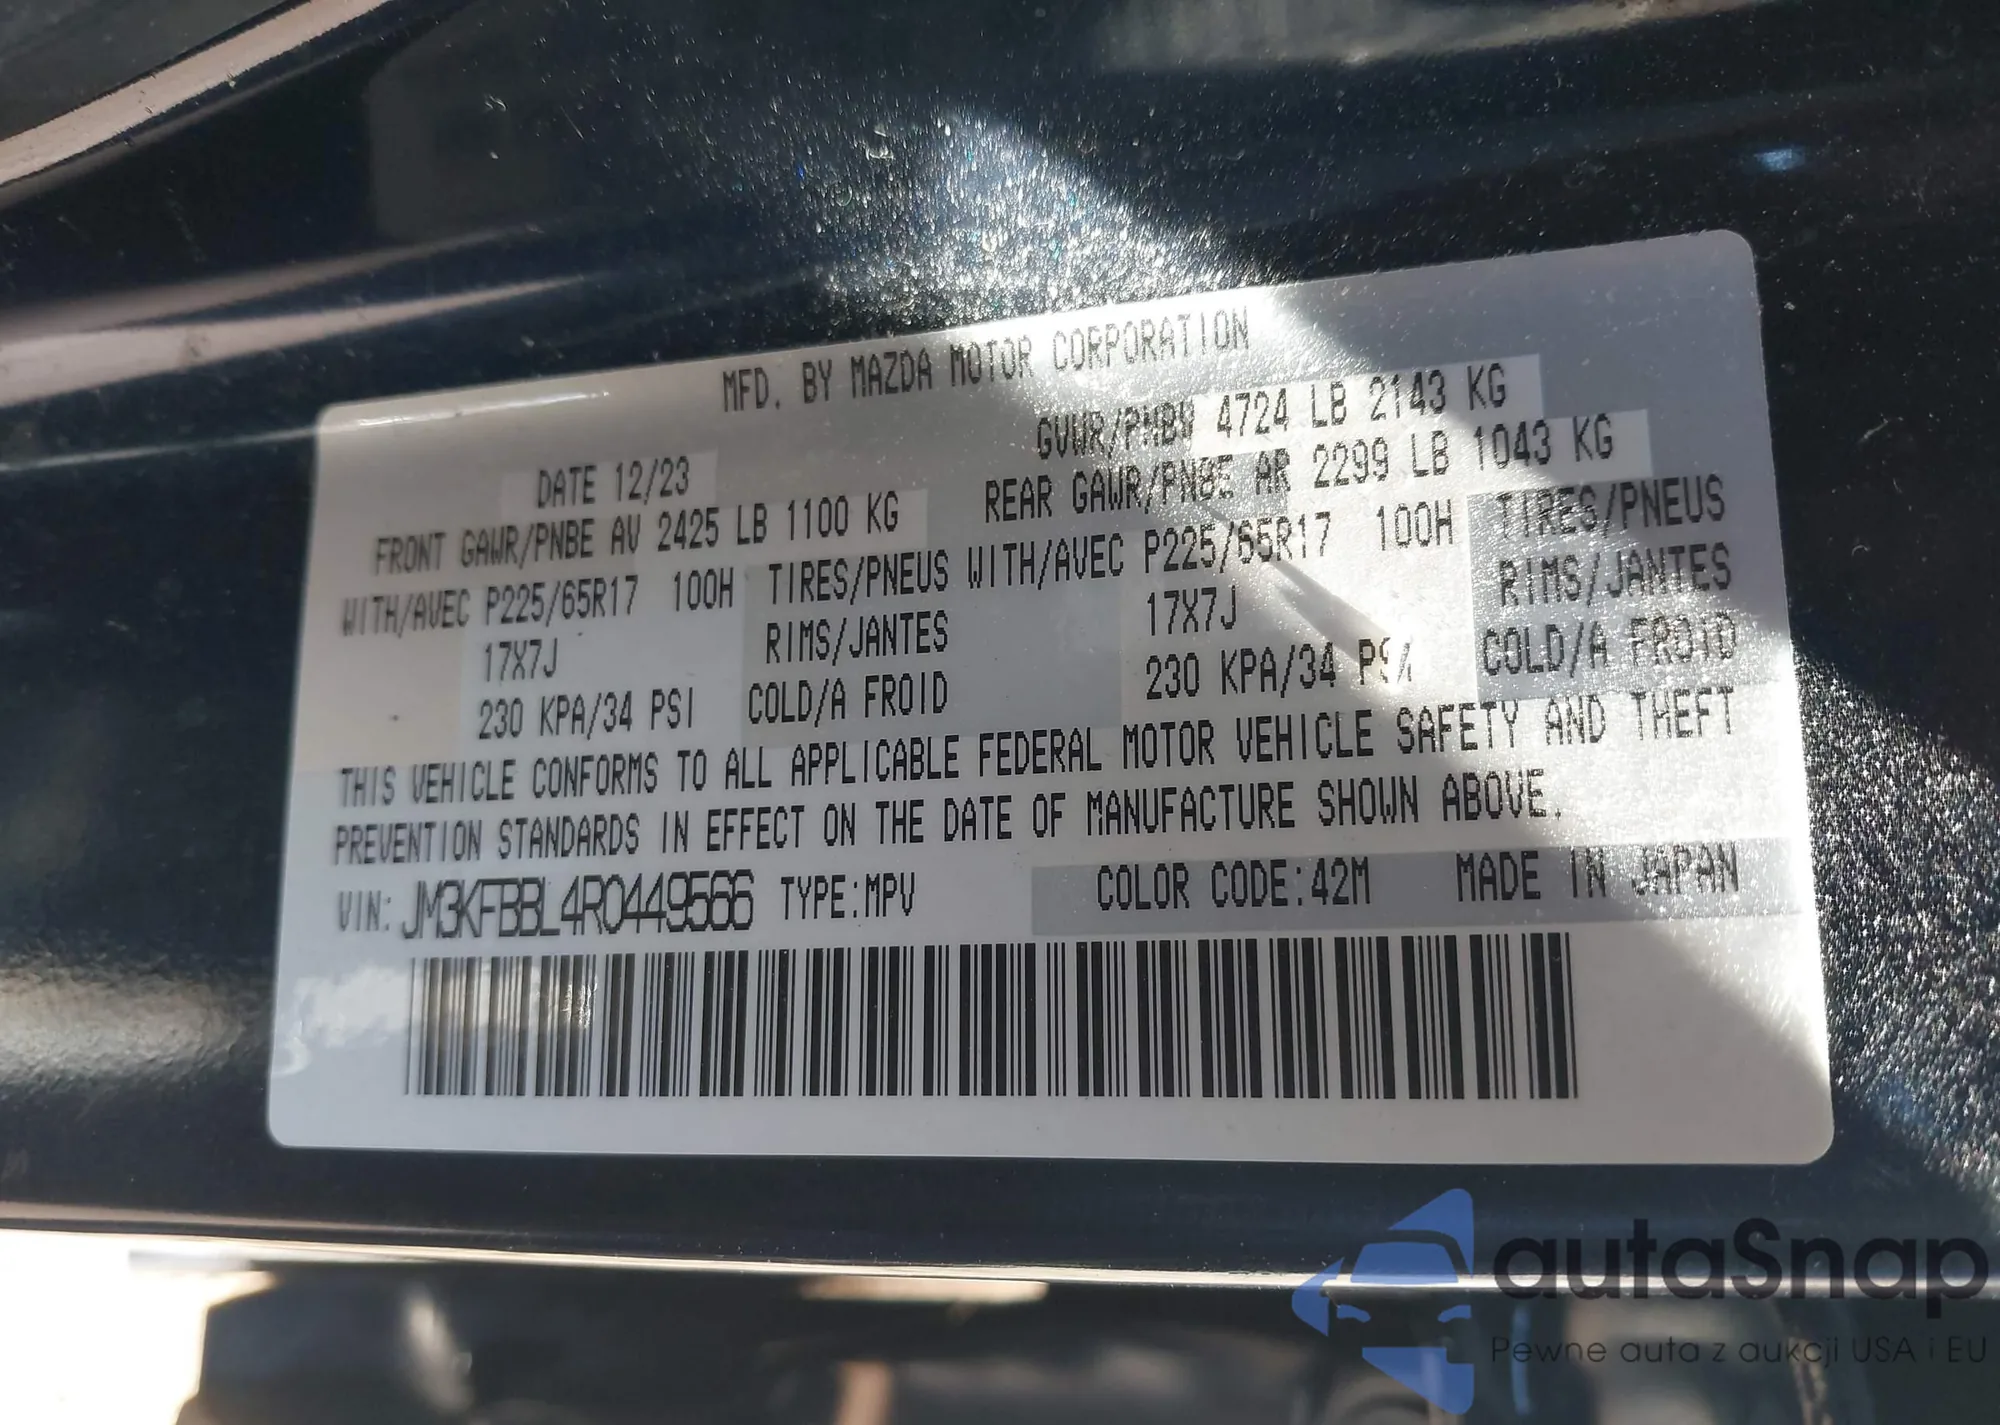 MFD. BY MAZDA MOTOR CORPORATION
DATE 12/23 GVWR/PNBV 4724 LB 2143 KG
FRONT GAWR/PNBE AV 2425 LB 1100 KG REAR GAWR/PNBE AR 2299 LB 1043 KG
WITH/AVEC P225/65R17 100H TIRES/PNEUS WITH/AVEC P225/65R17 100H TIRES/PNEUS
17X7J RIMS/JANTES 17X7J RIMS/JANTES
230 KPA/34 PSI COLD/A FROID 230 KPA/34 PSI COLD/A FROID
THIS VEHICLE CONFORMS TO ALL APPLICABLE FEDERAL MOTOR VEHICLE SAFETY AND THEFT
PREVENTION STANDARDS IN EFFECT ON THE DATE OF MANUFACTURE SHOWN ABOVE.
VIN: JM3KFBBL4R0449566 TYPE:MPV COLOR CODE:42M MADE IN JAPAN
autaSnap
Pewne auta z aukcji USA i EU